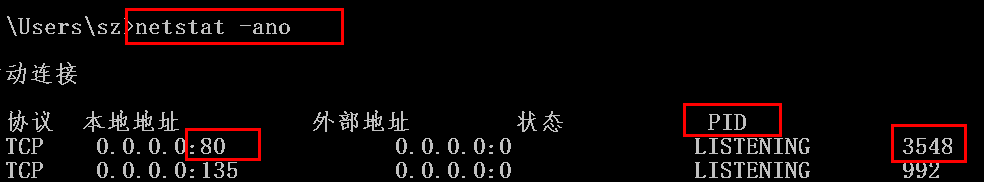 \Users\sz>netstat -ano
动连接
协议 本地地址 外部地址 状态 PID
TCP 0.0.0.0:80 0.0.0.0:0 LISTENING 3548
TCP 0.0.0.0:135 0.0.0.0:0 LISTENING 992